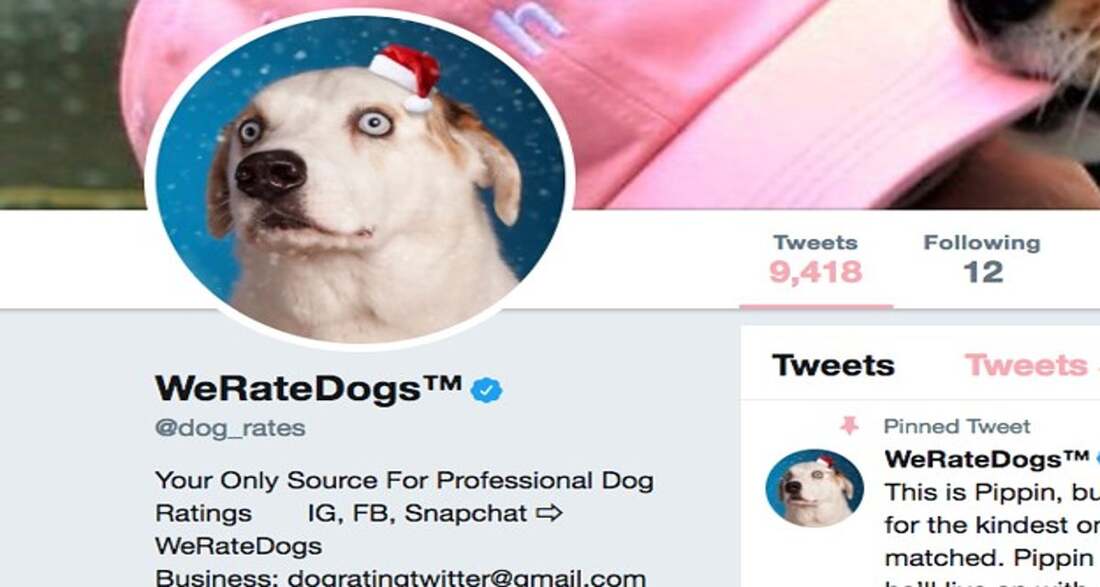 h
Tweets
9,418
Following
12
WeRateDogs™
@dog_rates
Your Only Source For Professional Dog
Ratings IG, FB, Snapchat ⇨
WeRateDogs
Business: dogratingtwitter@gmail.com
Tweets Tweets
Pinned Tweet
WeRateDogs™
This is Pippin, bu
for the kindest
matched. Pippin